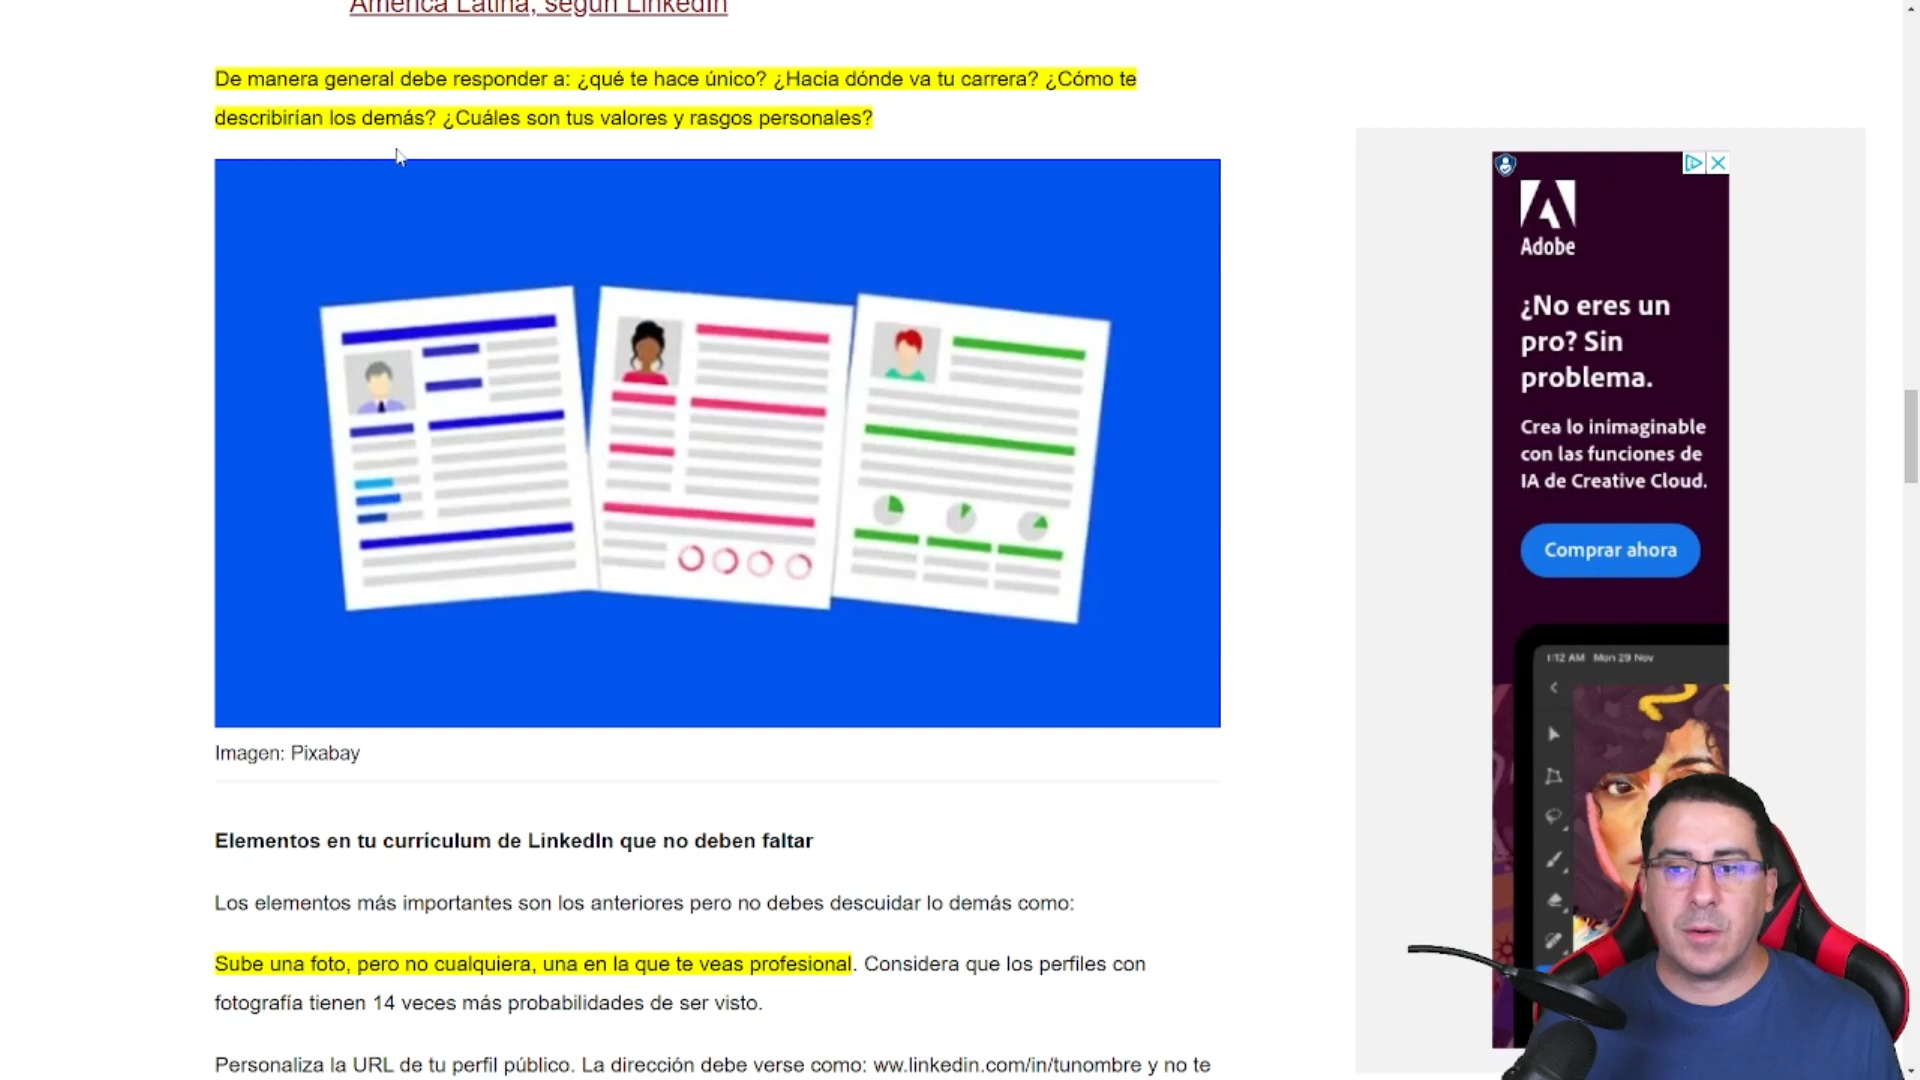 América Latina, según LinkedIn
De manera general debe responder a: ¿qué te hace único? ¿Hacia dónde va tu carrera? ¿Cómo te
describirían los demás? ¿Cuáles son tus valores y rasgos personales?
Imagen: Pixabay
Elementos en tu currículum de LinkedIn que no deben faltar
Los elementos más importantes son los anteriores pero no debes descuidar lo demás como:
Sube una foto, pero no cualquiera, una en la que te veas profesional. Considera que los perfiles con
fotografía tienen 14 veces más probabilidades de ser visto.
Personaliza la URL de tu perfil público. La dirección debe verse como: ww.linkedin.com/in/tunombre y no te
Adobe
¿No eres un
pro? Sin
problema.
Crea lo inimaginable
con las funciones de
IA de Creative Cloud.
Comprar ahora
1:12 AM Mon 29 Nov